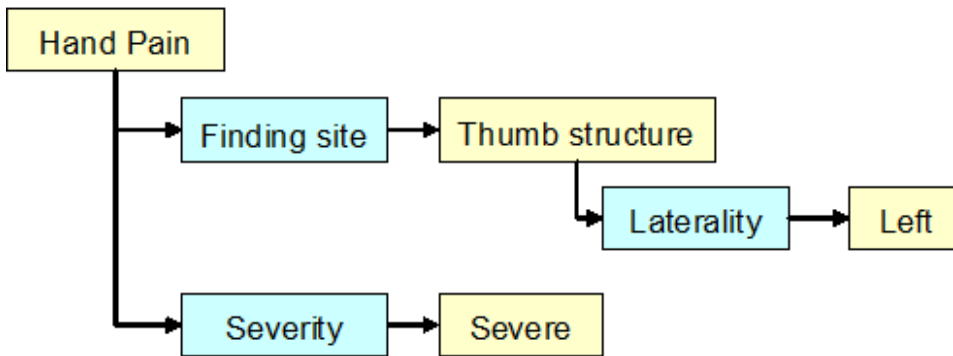 Hand Pain
Finding site
Thumb structure
Laterality
Left
Severity
Severe